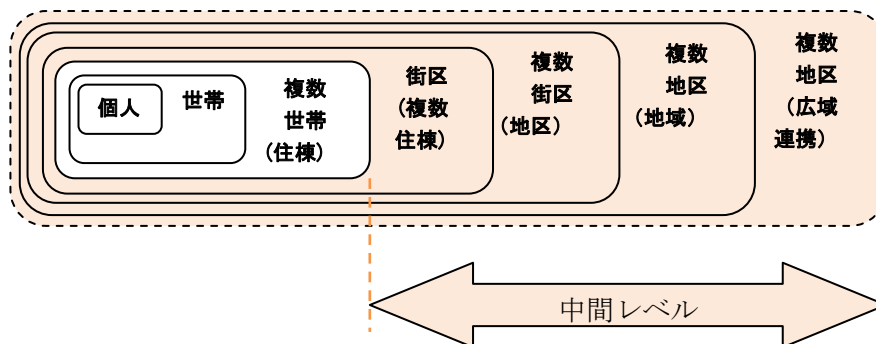 個人
世帯
複数
世帯
（住棟）
街区
（複数
住棟）
複数
街区
（地区）
複数
地区
（地域）
複数
地区
（広域
連携）
中間レベル